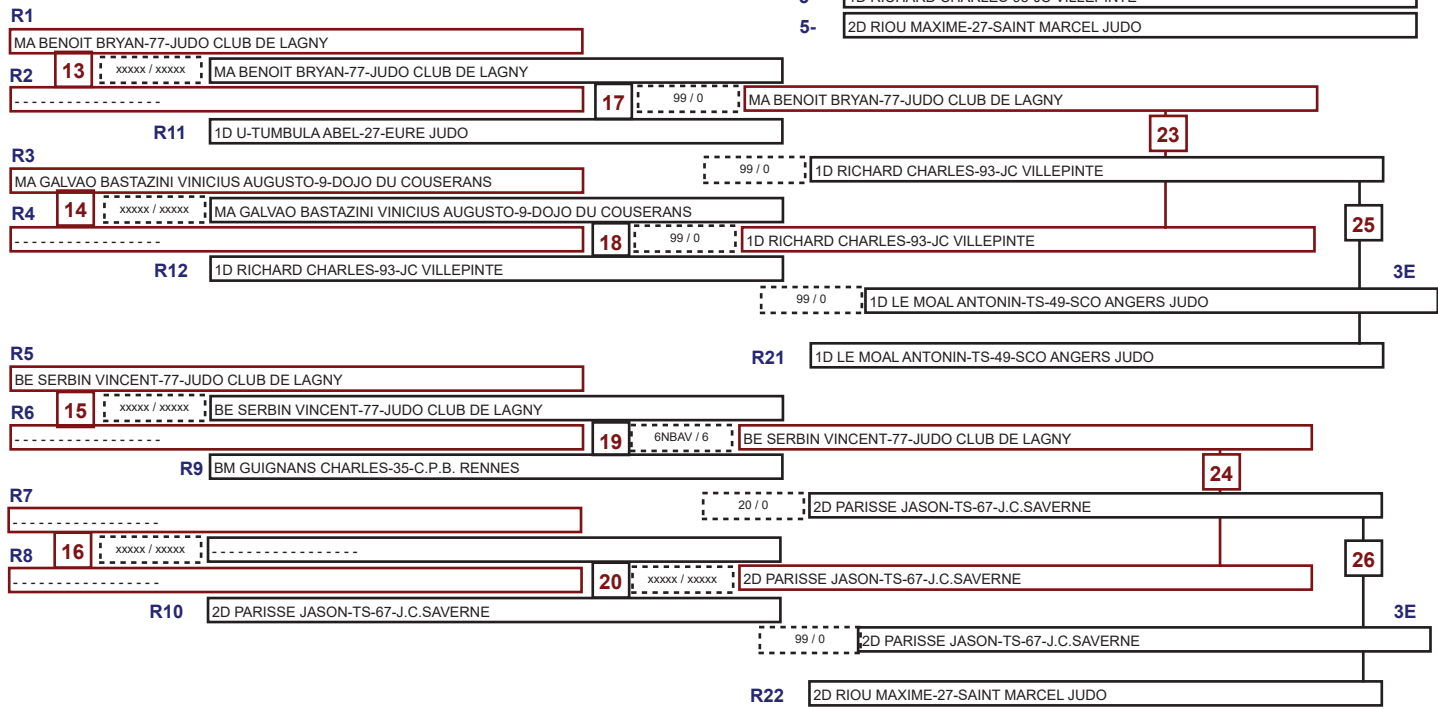 5-
2D RIOU MAXIME-27-SAINT MARCEL JUDO
R1
MA BENOIT BRYAN-77-JUDO CLUB DE LAGNY
R2
13
xxxxx / xxxxx
MA BENOIT BRYAN-77-JUDO CLUB DE LAGNY
- - - - - - - - - - - - - - - - -
17
99 / 0
MA BENOIT BRYAN-77-JUDO CLUB DE LAGNY
R11
1D U-TUMBULA ABEL-27-EURE JUDO
23
R3
99 / 0
1D RICHARD CHARLES-93-JC VILLEPINTE
MA GALVAO BASTAZINI VINICIUS AUGUSTO-9-DOJO DU COUSERANS
R4
14
xxxxx / xxxxx
MA GALVAO BASTAZINI VINICIUS AUGUSTO-9-DOJO DU COUSERANS
25
- - - - - - - - - - - - - - - - -
18
99 / 0
1D RICHARD CHARLES-93-JC VILLEPINTE
R12
1D RICHARD CHARLES-93-JC VILLEPINTE
3E
99 / 0
1D LE MOAL ANTONIN-TS-49-SCO ANGERS JUDO
R21
1D LE MOAL ANTONIN-TS-49-SCO ANGERS JUDO
R5
BE SERBIN VINCENT-77-JUDO CLUB DE LAGNY
R6
15
xxxxx / xxxxx
BE SERBIN VINCENT-77-JUDO CLUB DE LAGNY
- - - - - - - - - - - - - - - - -
19
6NBAV / 6
BE SERBIN VINCENT-77-JUDO CLUB DE LAGNY
R9
BM GUIGNANS CHARLES-35-C.P.B. RENNES
24
R7
20 / 0
2D PARISSE JASON-TS-67-J.C.SAVERNE
- - - - - - - - - - - - - - - - -
R8
16
xxxxx / xxxxx
- - - - - - - - - - - - - - - - -
26
- - - - - - - - - - - - - - - - -
20
xxxxx / xxxxx
2D PARISSE JASON-TS-67-J.C.SAVERNE
R10
2D PARISSE JASON-TS-67-J.C.SAVERNE
3E
99 / 0
2D PARISSE JASON-TS-67-J.C.SAVERNE
R22
2D RIOU MAXIME-27-SAINT MARCEL JUDO